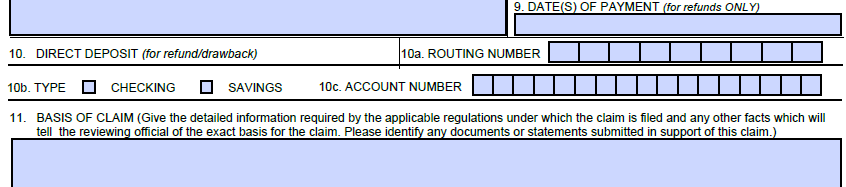 9. DATE(S) OF PAYMENT (for refunds ONLY)
10. DIRECT DEPOSIT (for refund/drawback) 10a. ROUTING NUMBER
10b. TYPE CHECKING SAVINGS 10c. ACCOUNT NUMBER
11. BASIS OF CLAIM (Give the detailed information required by the applicable regulations under which the claim is filed and any other facts which will
tell the reviewing official of the exact basis for the claim. Please identify any documents or statements submitted in support of this claim.)